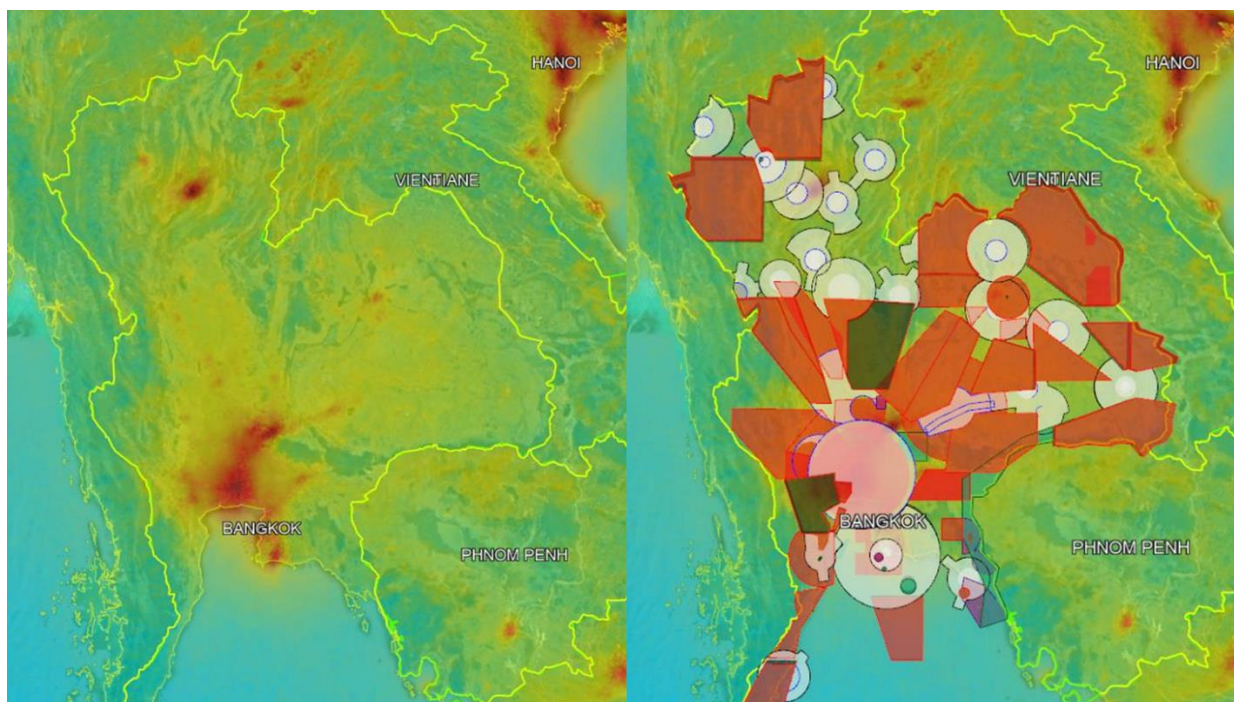 HANOI
VIENTIANE
BANGKOK
PHNOM PENH
HANOI
VIENTIANE
BANGKOK
PHNOM PENH